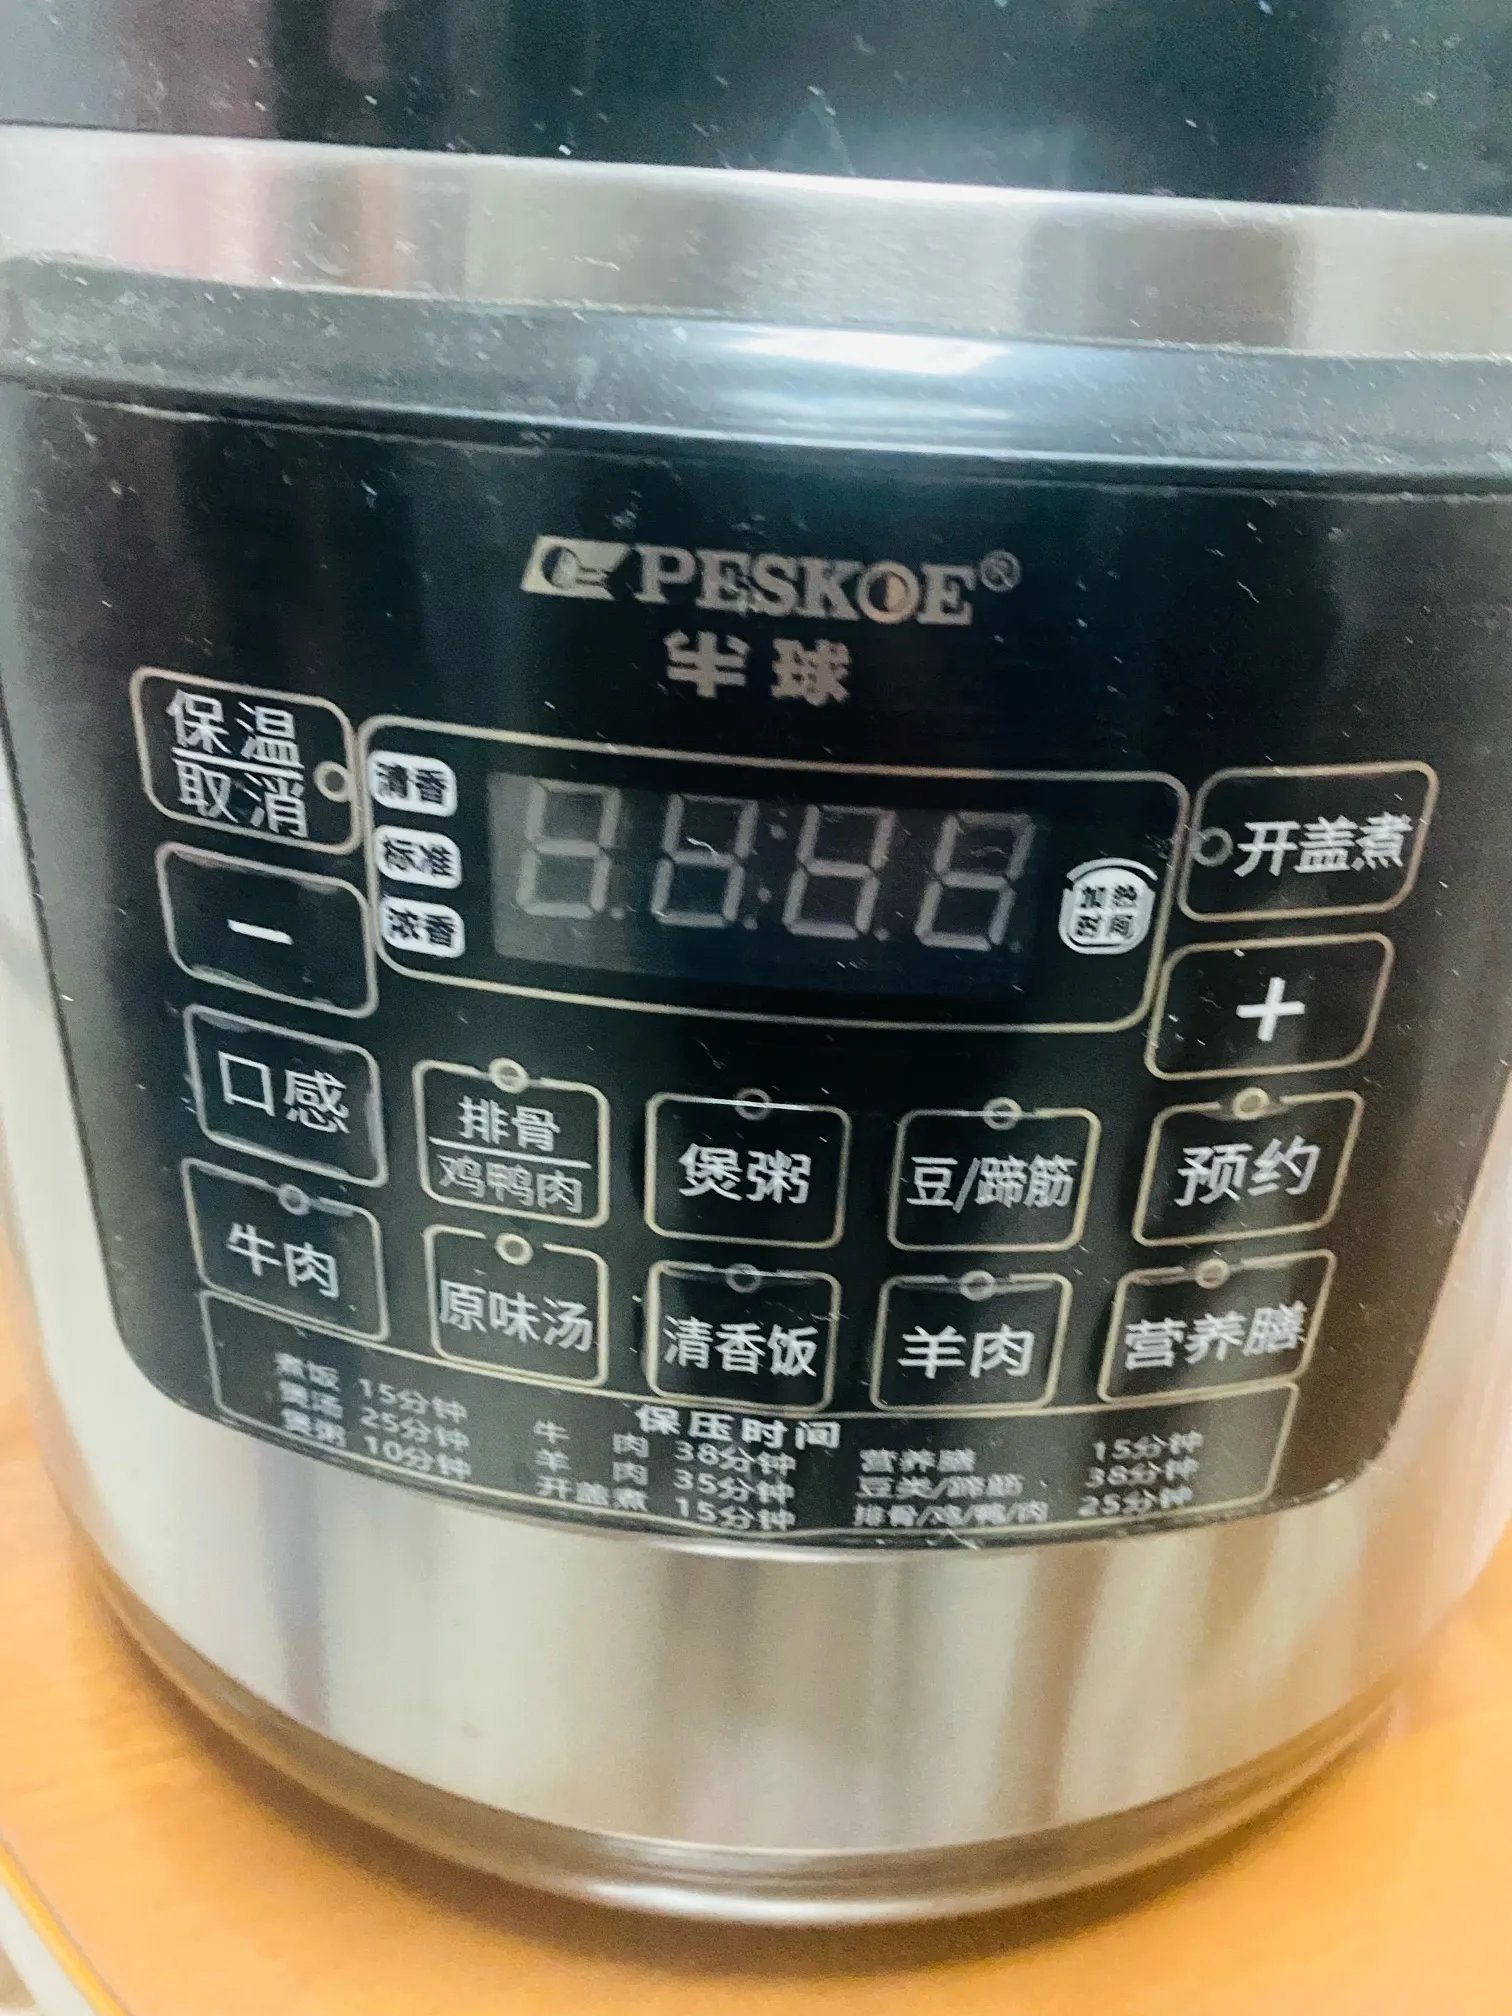 PESKOE®
半球
保温
取消
清香
标准
浓香
加热
时间
开盖煮
－
＋
口感
排骨
鸡鸭肉
煲粥
豆/蹄筋
预约
牛肉
原味汤
清香饭
羊肉
营养膳
保压时间
煮饭 15分钟
煲汤 25分钟
煲粥 10分钟
牛肉 38分钟
羊肉 35分钟
开盖煮 15分钟
营养膳 15分钟
豆类/蹄筋 38分钟
排骨/鸡/鸭/肉 25分钟